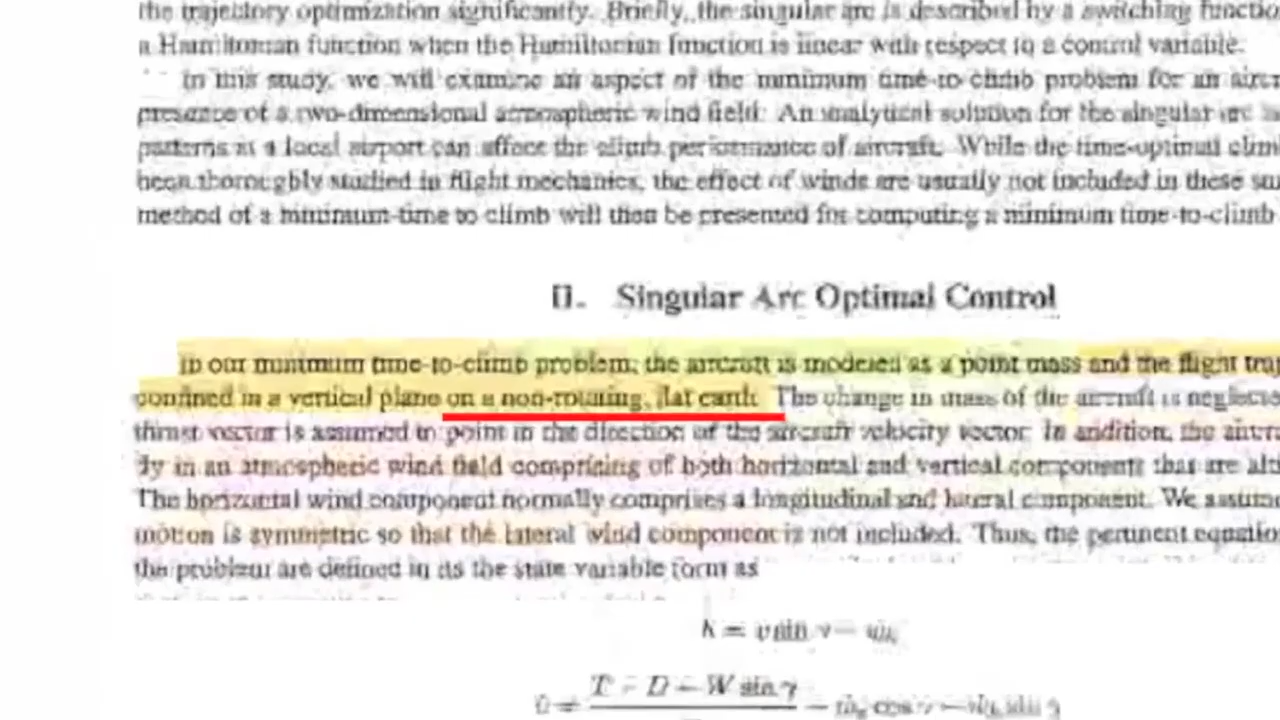 the trajectory optimization significantly. Briefly, the singular arc is described by a switching functio
a Hamiltonian function when the Hamiltonian function is linear with respect to a control variable.
In this study, we will examine an aspect of the minimum time-to-climb problem for an aircr
presence of a two-dimensional atmospheric wind field. An analytical solution for the singular arc
patterns at a local airport can affect the climb performance of aircraft. While the time-optimal clim
been thoroughly studied in flight mechanics, the effect of winds are usually not included in these
method of a minimum-time to climb will then be presented for computing a minimum time-to-climb
II. Singular Arc Optimal Control
In our minimum time-to-climb problem, the aircraft is modeled as a point mass and the flight traj
confined in a vertical plane on a non-rotating, flat earth. The change in mass of the aircraft is neglecte
thrust vector is assumed to point in the direction of the aircraft velocity vector. In addition, the aircra
ly in an atmospheric wind field comprising of both horizontal and vertical components that are alti
The horizontal wind component normally comprises a longitudinal and lateral component. We assume
motion is symmetric so that the lateral wind component is not included. Thus, the pertinent equatio
the problem are defined in its the state variable form as
T - D - W sin γ